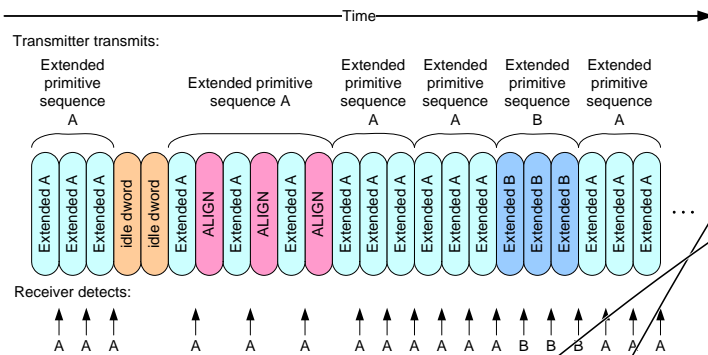 Time
Transmitter transmits:
Extended
primitive
sequence
A
Extended primitive
sequence A
Extended
primitive
sequence
A
Extended
primitive
sequence
A
Extended
primitive
sequence
B
Extended
primitive
sequence
A
Extended A
Extended A
Extended A
idle dword
idle dword
Extended A
ALIGN
Extended A
ALIGN
Extended A
ALIGN
Extended A
Extended A
Extended A
Extended A
Extended A
Extended A
Extended B
Extended B
Extended B
Extended A
Extended A
Extended A
...
Receiver detects:
A A A A A A A A A A A A B B B A A A